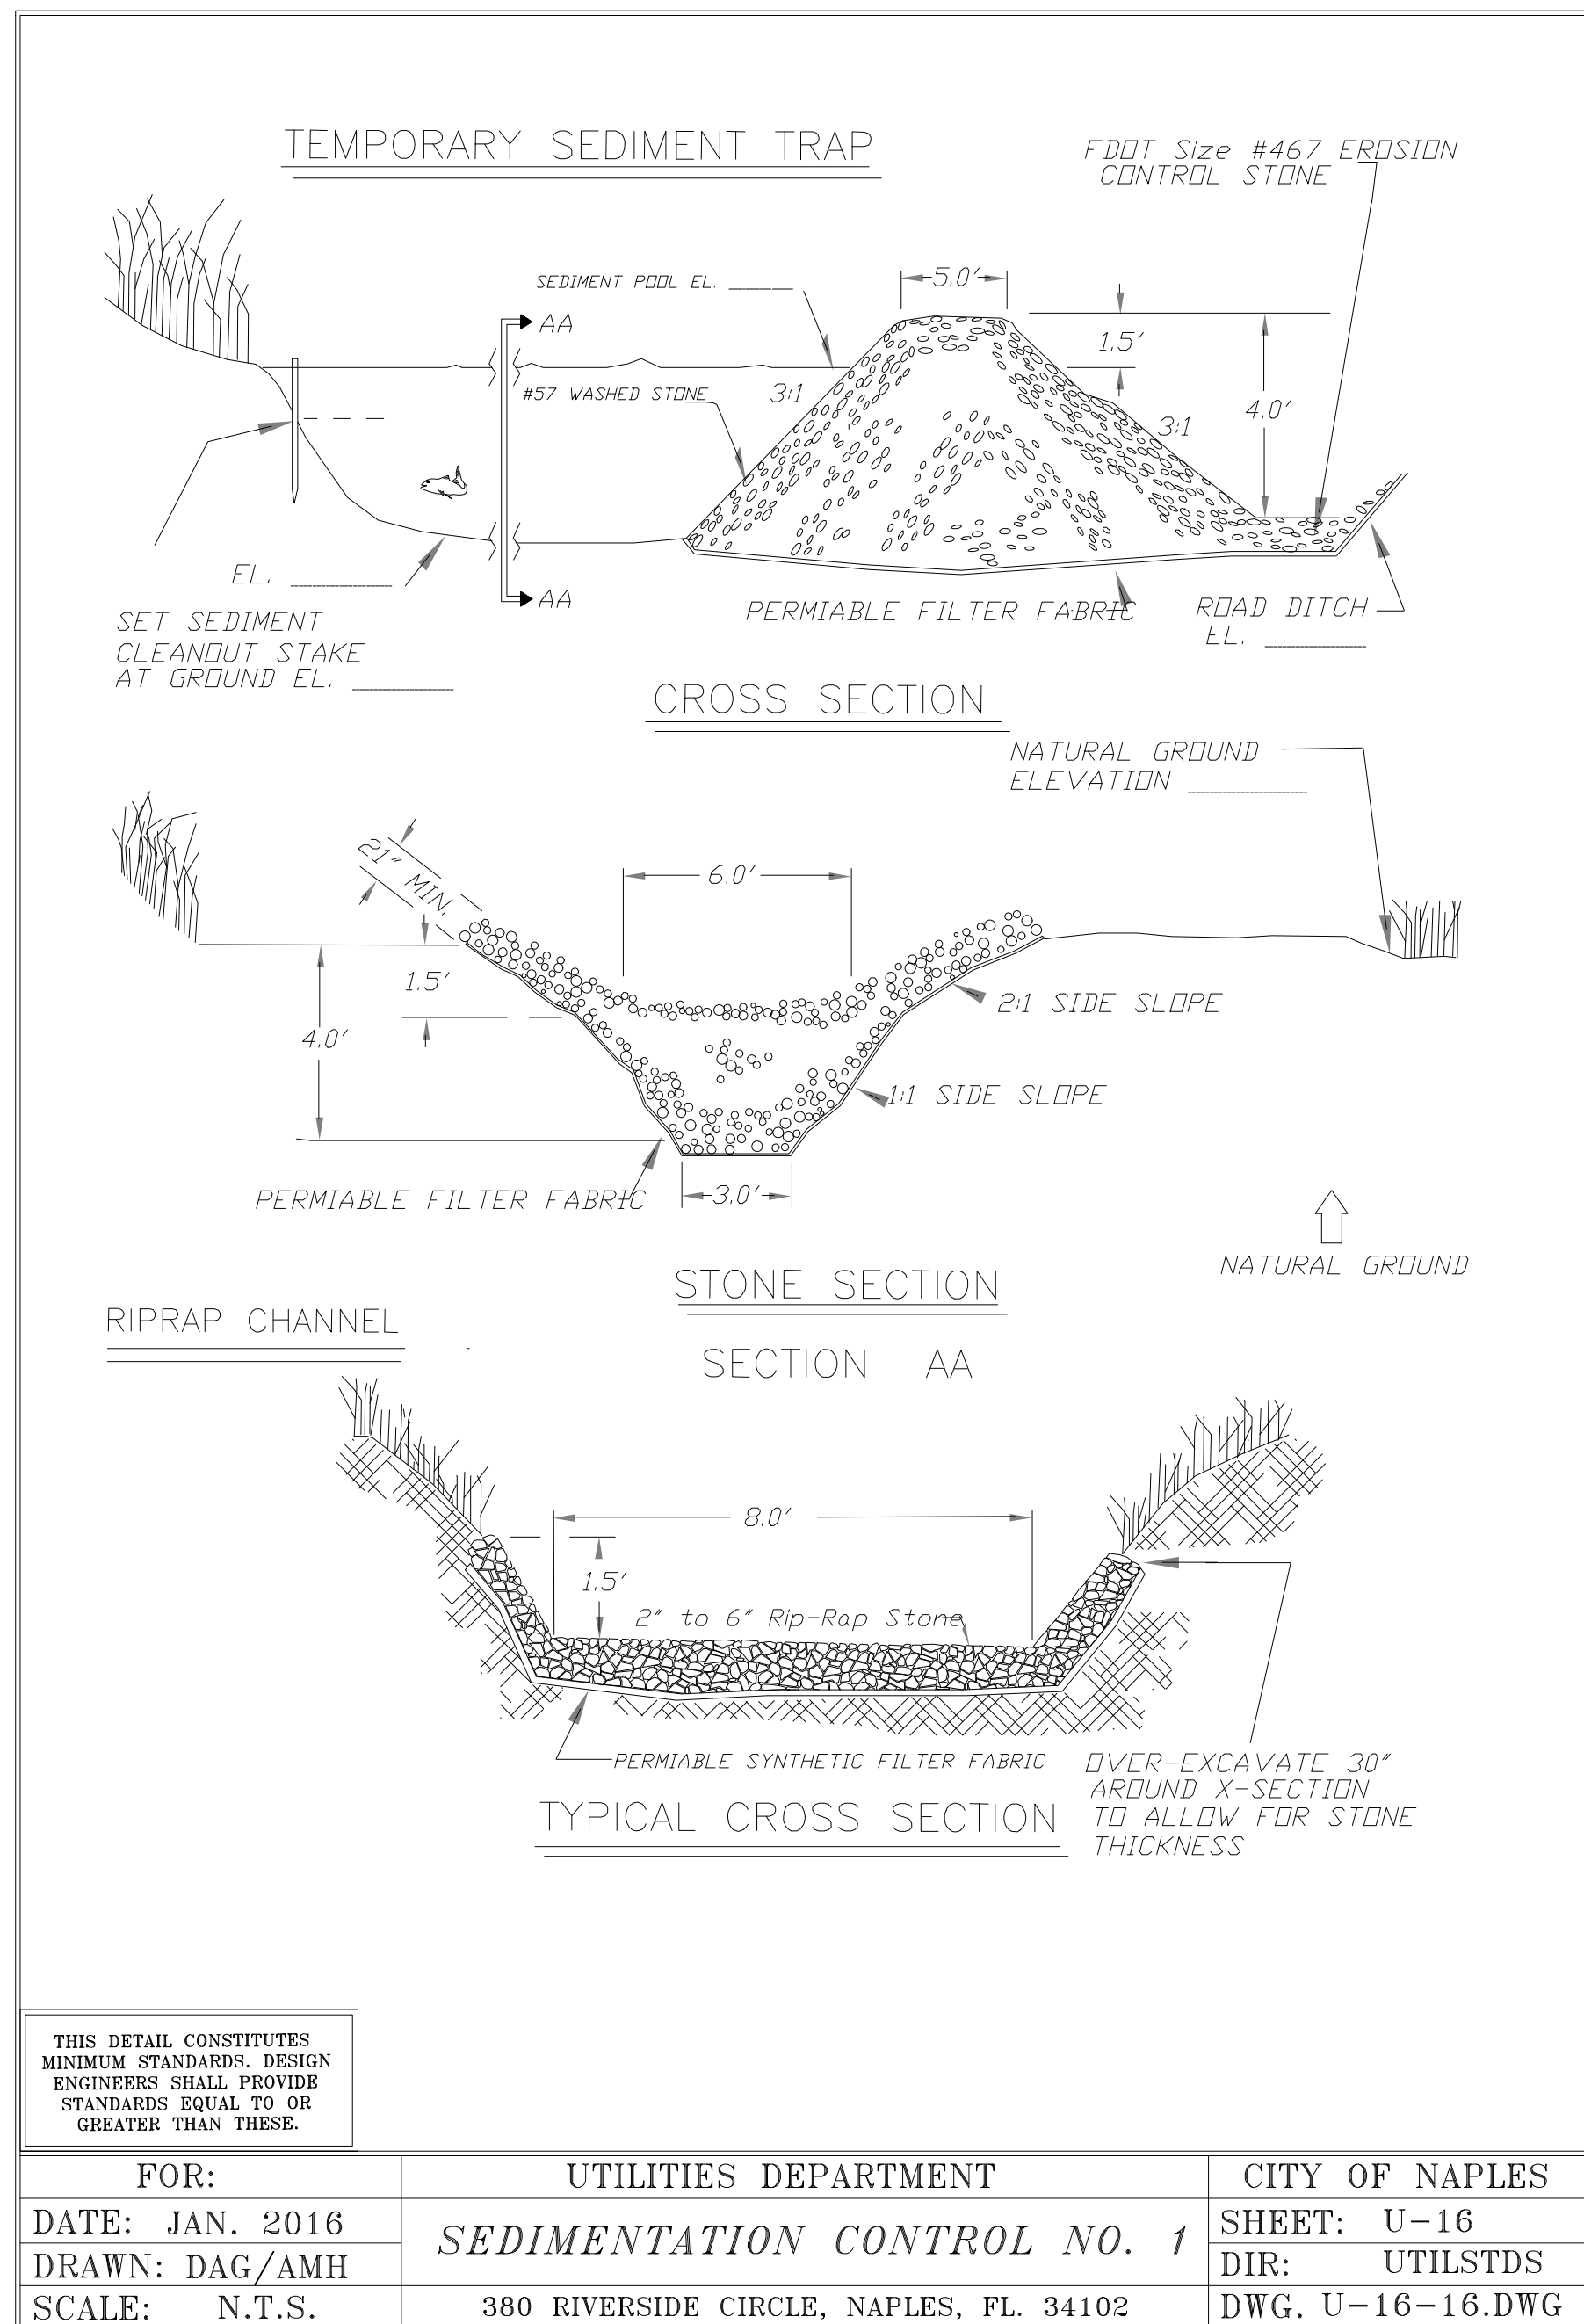 TEMPORARY SEDIMENT TRAP
FDOT Size #467 EROSION
CONTROL STONE
SEDIMENT POOL EL. ______
5.0'
AA
1.5'
#57 WASHED STONE
3:1
4.0'
3:1
EL. ______
AA
PERMIABLE FILTER FABRIC
ROAD DITCH
EL. ______
SET SEDIMENT
CLEANOUT STAKE
AT GROUND EL. ______
CROSS SECTION
NATURAL GROUND
ELEVATION ______
21" MIN.
6.0'
1.5'
4.0'
2:1 SIDE SLOPE
1:1 SIDE SLOPE
PERMIABLE FILTER FABRIC
3.0'
NATURAL GROUND
STONE SECTION
RIPRAP CHANNEL
SECTION AA
8.0'
1.5'
2" to 6" Rip-Rap Stone
PERMIABLE SYNTHETIC FILTER FABRIC
OVER-EXCAVATE 30"
AROUND X-SECTION
TO ALLOW FOR STONE
THICKNESS
TYPICAL CROSS SECTION
THIS DETAIL CONSTITUTES
MINIMUM STANDARDS. DESIGN
ENGINEERS SHALL PROVIDE
STANDARDS EQUAL TO OR
GREATER THAN THESE.
FOR:
UTILITIES DEPARTMENT
CITY OF NAPLES
DATE: JAN. 2016
SEDIMENTATION CONTROL NO. 1
SHEET: U-16
DRAWN: DAG/AMH
DIR: UTILSTDS
SCALE: N.T.S.
380 RIVERSIDE CIRCLE, NAPLES, FL. 34102
DWG. U-16-16.DWG